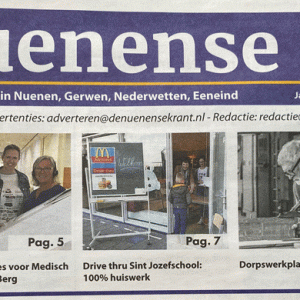 uenense
in Nuenen, Gerwen, Nederwetten, Eeneind
ertenties: adverteren@denuenensekrant.nl - Redactie: redactie
Pag. 5
Pag. 7
es voor Medisch
Berg
Drive thru Sint Jozefschool:
100% huiswerk
Dorpswerkpla